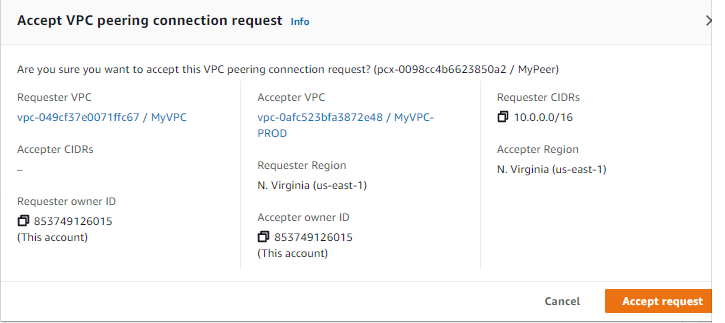 Accept VPC peering connection request Info
Are you sure you want to accept this VPC peering connection request? (pcx-0098cc4b6623850a2 / MyPeer)
Requester VPC
vpc-049cf37e0071ffc67 / MyVPC
Accepter CIDRs
–
Requester owner ID
853749126015
(This account)
Accepter VPC
vpc-0afc523bfa3872e48 / MyVPC-
PROD
Requester Region
N. Virginia (us-east-1)
Accepter owner ID
853749126015
(This account)
Requester CIDRs
10.0.0.0/16
Accepter Region
N. Virginia (us-east-1)
Cancel
Accept request